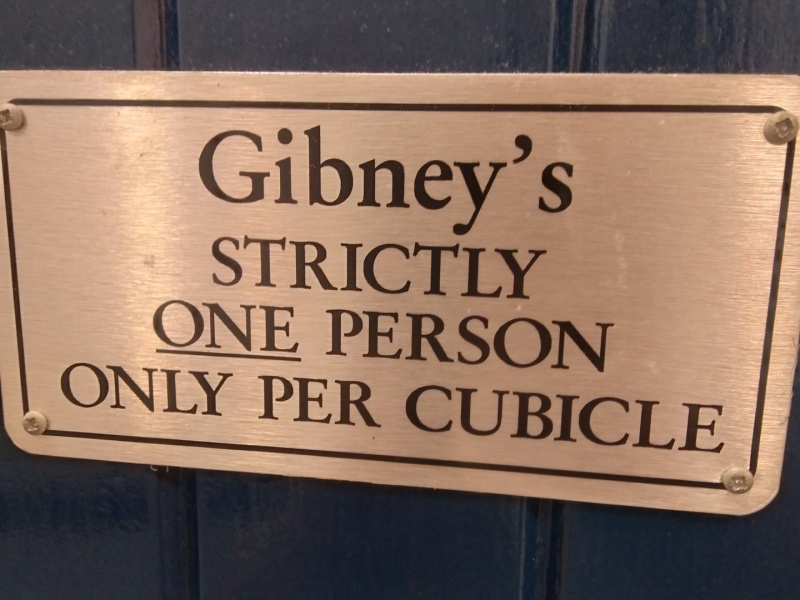 Gibney's
STRICTLY
ONE PERSON
ONLY PER CUBICLE